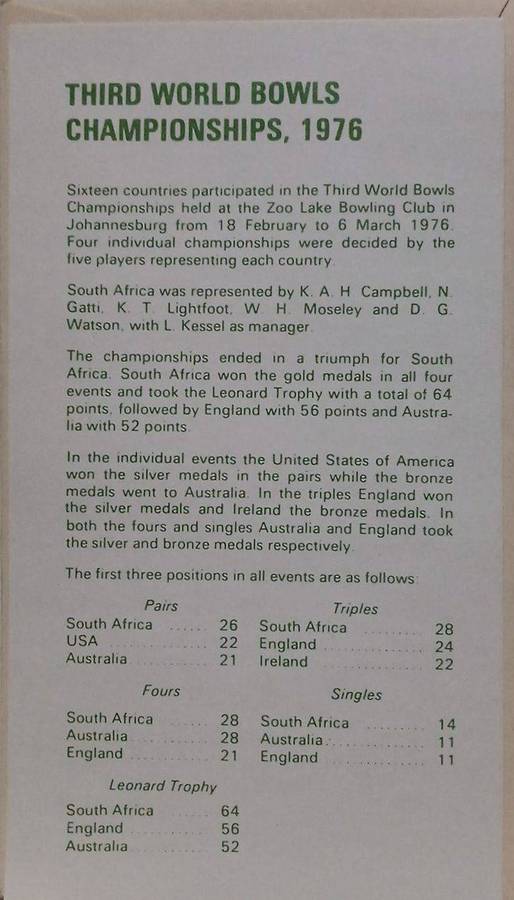 THIRD WORLD BOWLS
CHAMPIONSHIPS, 1976
Sixteen countries participated in the Third World Bowls
Championships held at the Zoo Lake Bowling Club in
Johannesburg from 18 February to 6 March 1976.
Four individual championships were decided by the
five players representing each country.
South Africa was represented by K. A. H. Campbell, N.
Gatti, K. T. Lightfoot, W. H. Moseley and D. G.
Watson, with L. Kessel as manager.
The championships ended in a triumph for South
Africa. South Africa won the gold medals in all four
events and took the Leonard Trophy with a total of 64
points, followed by England with 56 points and Austra-
lia with 52 points.
In the individual events the United States of America
won the silver medals in the pairs while the bronze
medals went to Australia. In the triples England won
the silver medals and Ireland the bronze medals. In
both the fours and singles Australia and England took
the silver and bronze medals respectively.
The first three positions in all events are as follows:
Pairs
South Africa ...... 26
USA .............. 22
Australia ........... 21
Triples
South Africa ......... 28
England ............... 24
Ireland ................ 22
Fours
South Africa ...... 28
Australia ............ 28
England ............ 21
Singles
South Africa ......... 14
Australia .............. 11
England .............. 11
Leonard Trophy
South Africa ...... 64
England ............ 56
Australia ............ 52